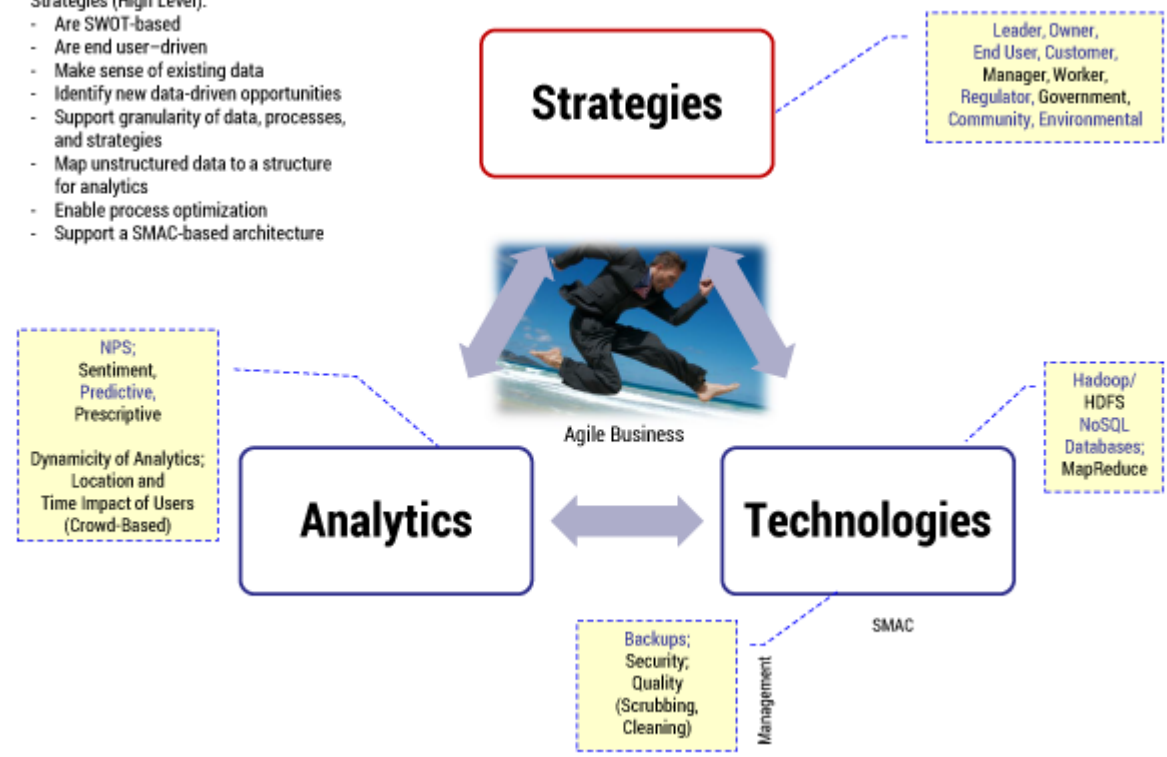 Strategies (High Level):
- Are SWOT-based
- Are end user–driven
- Make sense of existing data
- Identify new data-driven opportunities
- Support granularity of data, processes,
and strategies
- Map unstructured data to a structure
for analytics
- Enable process optimization
- Support a SMAC-based architecture
Strategies
Leader, Owner,
End User, Customer,
Manager, Worker,
Regulator, Government,
Community, Environmental
NPS;
Sentiment,
Predictive,
Prescriptive
Dynamicity of Analytics;
Location and
Time Impact of Users
(Crowd-Based)
Agile Business
Hadoop/
HDFS
NoSQL
Databases;
MapReduce
Analytics
Technologies
SMAC
Backups;
Security;
Quality
(Scrubbing,
Cleaning)
Management